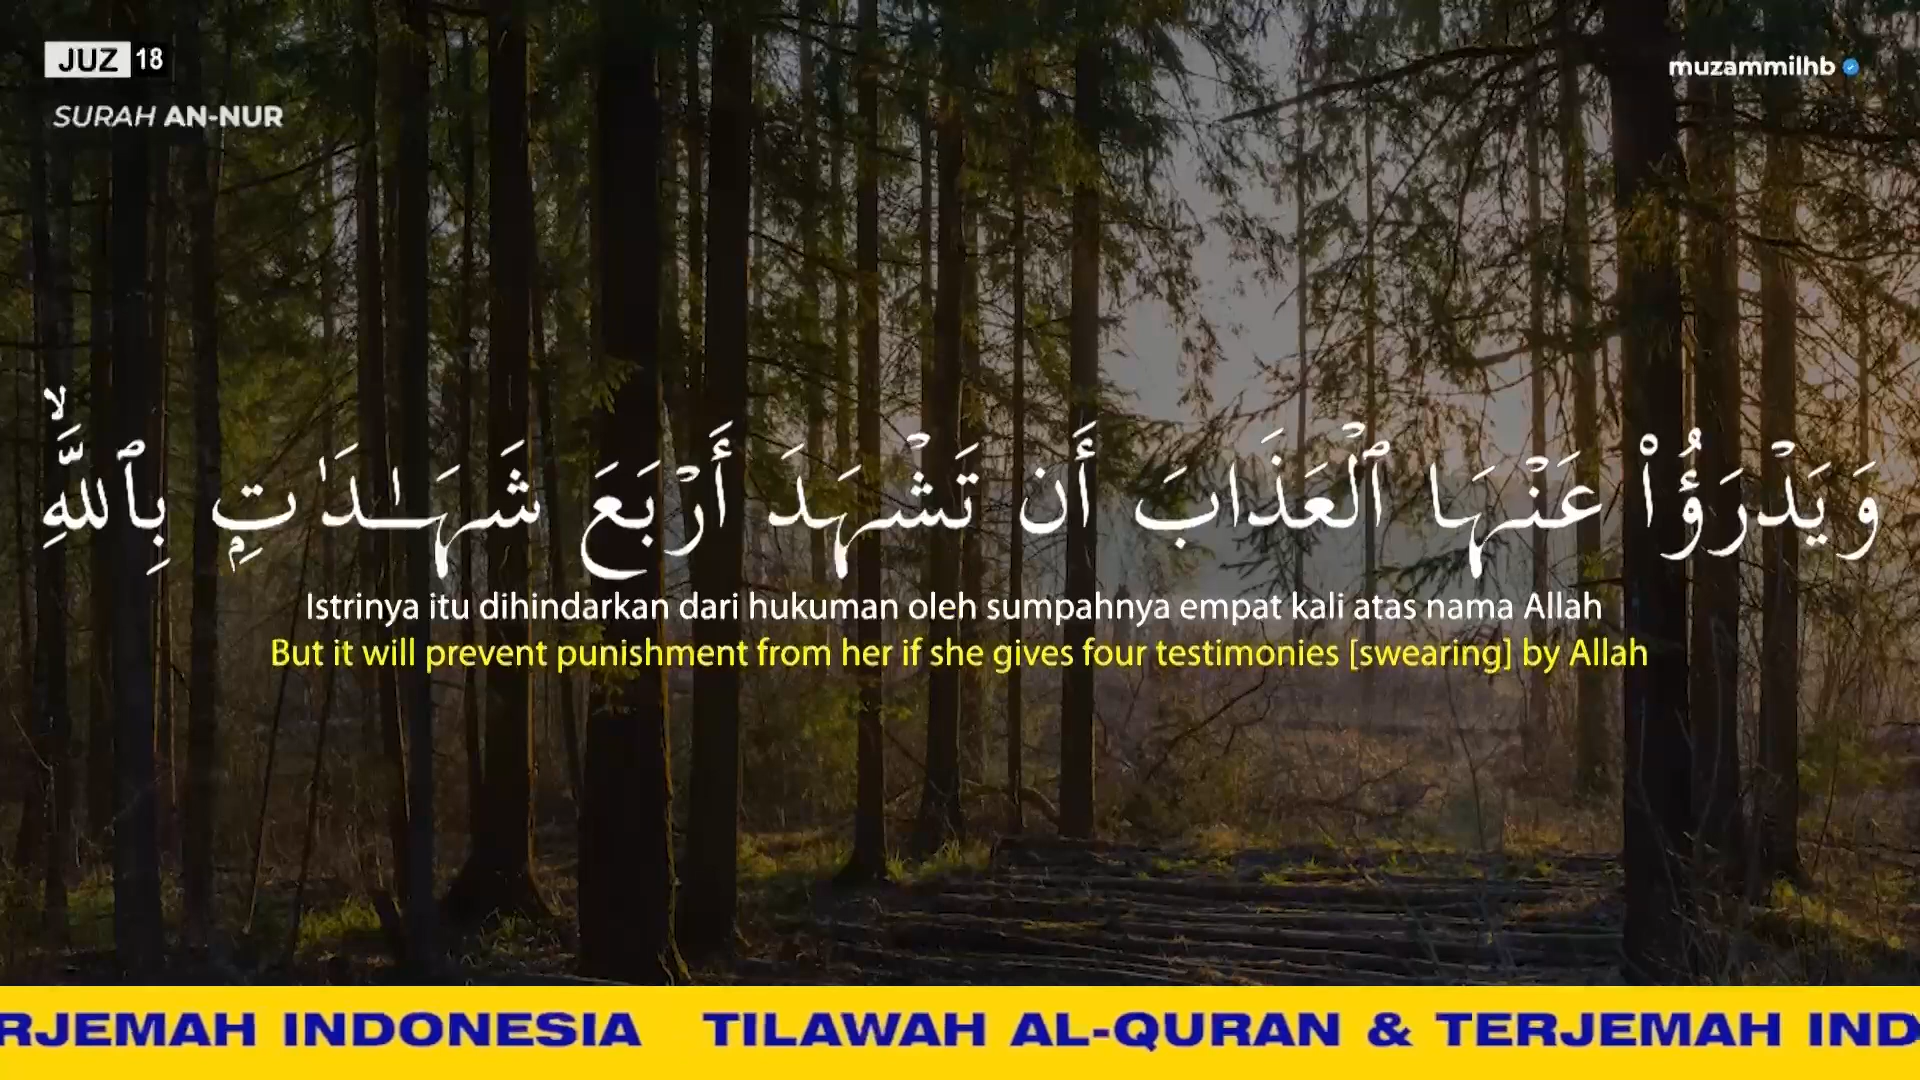 JUZ 18
muzammilhb
SURAH AN-NUR
وَيَدْرَؤُا۟ عَنْهَا ٱلْعَذَابَ أَن تَشْهَدَ أَرْبَعَ شَهَـٰدَٰتٍۭ بِٱللَّهِ ۙ
Istrinya itu dihindarkan dari hukuman oleh sumpahnya empat kali atas nama Allah
But it will prevent punishment from her if she gives four testimonies [swearing] by Allah
RJEMAH INDONESIA TILAWAH AL-QURAN & TERJEMAH IND